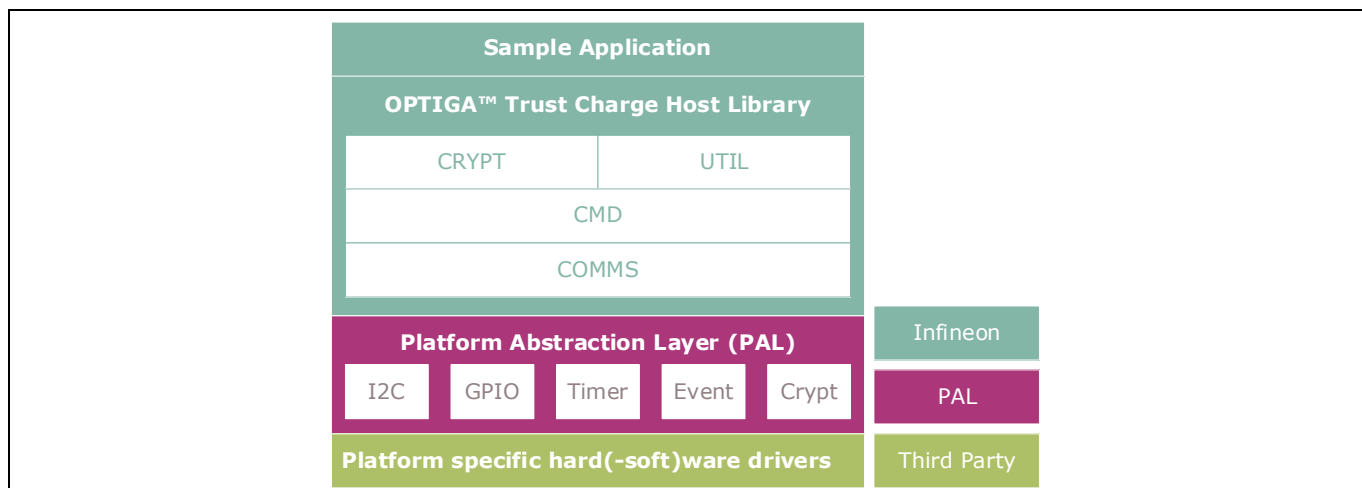 Sample Application
OPTIGA™ Trust Charge Host Library
CRYPT UTIL
CMD
COMMS
Platform Abstraction Layer (PAL)
I2C GPIO Timer Event Crypt
Platform specific hard(-soft)ware drivers
Infineon
PAL
Third Party